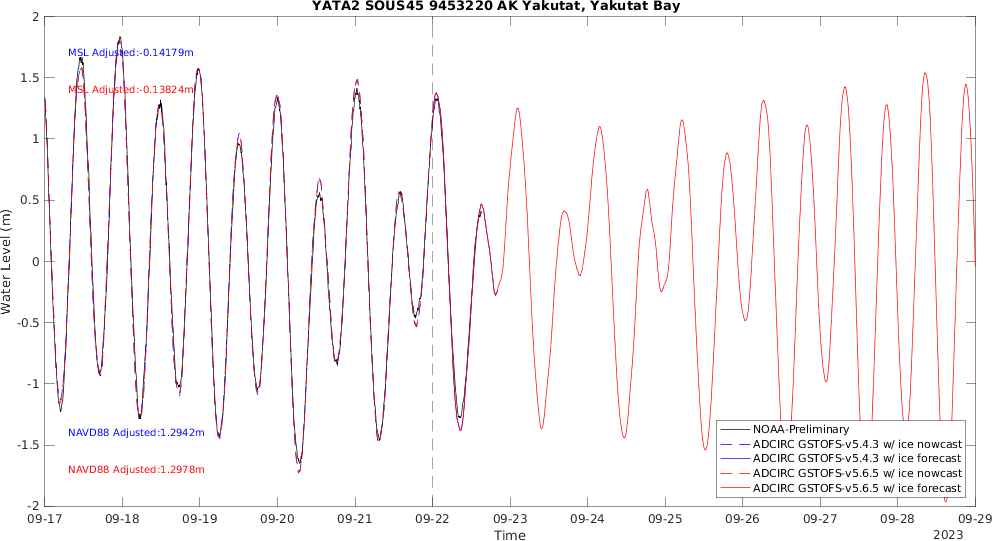 YATA2 SOUS45 9453220 AK Yakutat, Yakutat Bay
2
1.5
1
0.5
0
-0.5
-1
-1.5
-2
Water Level (m)
MSL Adjusted:-0.14179m
MSL Adjusted:-0.13824m
NAVD88 Adjusted:1.2942m
NAVD88 Adjusted:1.2978m
NOAA-Preliminary
ADCIRC GSTOFS-v5.4.3 w/ ice nowcast
ADCIRC GSTOFS-v5.4.3 w/ ice forecast
ADCIRC GSTOFS-v5.6.5 w/ ice nowcast
ADCIRC GSTOFS-v5.6.5 w/ ice forecast
09-17 09-18 09-19 09-20 09-21 09-22 09-23 09-24 09-25 09-26 09-27 09-28 09-29
Time
2023